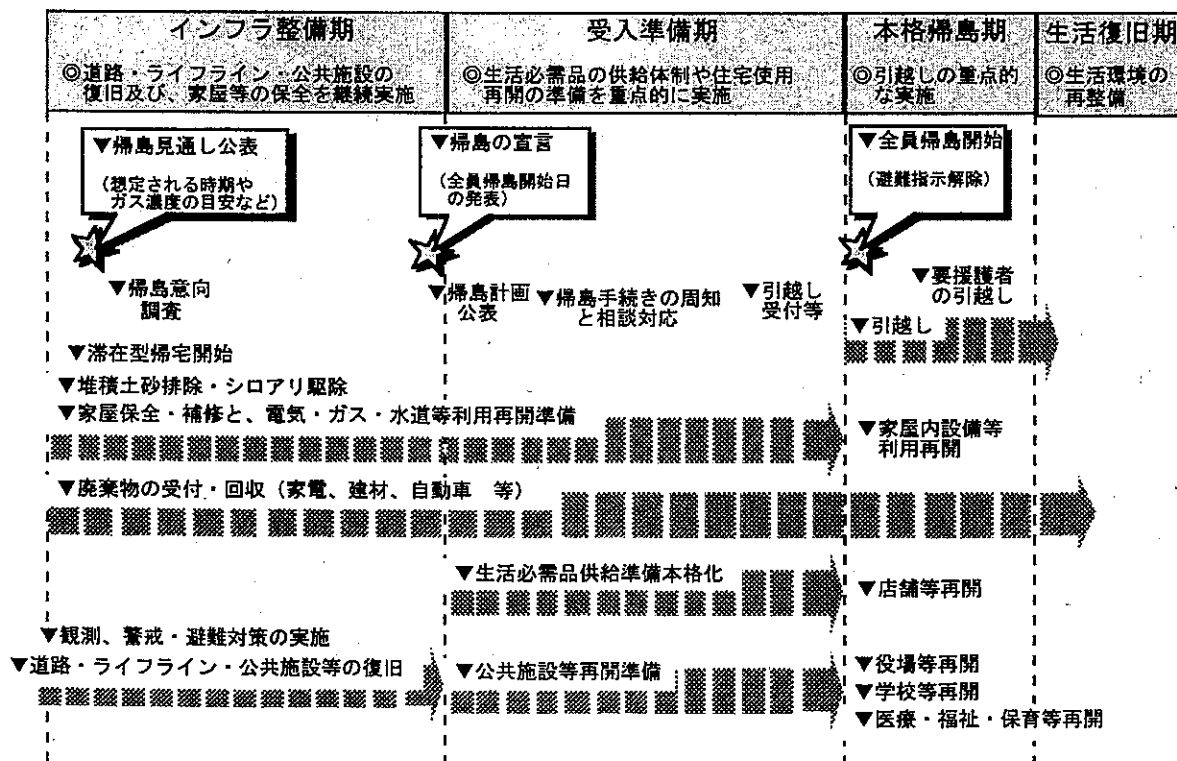 インフラ整備期
◎道路・ライフライン・公共施設の
復旧及び、家屋等の保全を継続実施
受入準備期
◎生活必需品の供給体制や住宅使用
再開の準備を重点的に実施
本格帰島期
◎引越しの重点的
な実施
生活復旧期
◎生活環境の
再整備
▼帰島見通し公表
(想定される時期や
ガス濃度の目安など)
▼帰島の宣言
(全員帰島開始日
の発表)
▼全員帰島開始
(避難指示解除)
▼帰島意向
調査
▼帰島計画
公表
▼帰島手続きの周知
と相談対応
▼引越し
受付等
▼要援護者
の引越し
▼引越し
▼滞在型帰宅開始
▼堆積土砂排除・シロアリ駆除
▼家屋保全・補修と、電気・ガス・水道等利用再開準備
▼家屋内設備等
利用再開
▼廃棄物の受付・回収(家電、建材、自動車 等)
▼生活必需品供給準備本格化
▼店舗等再開
▼観測、警戒・避難対策の実施
▼道路・ライフライン・公共施設等の復旧
▼公共施設等再開準備
▼役場等再開
▼学校等再開
▼医療・福祉・保育等再開